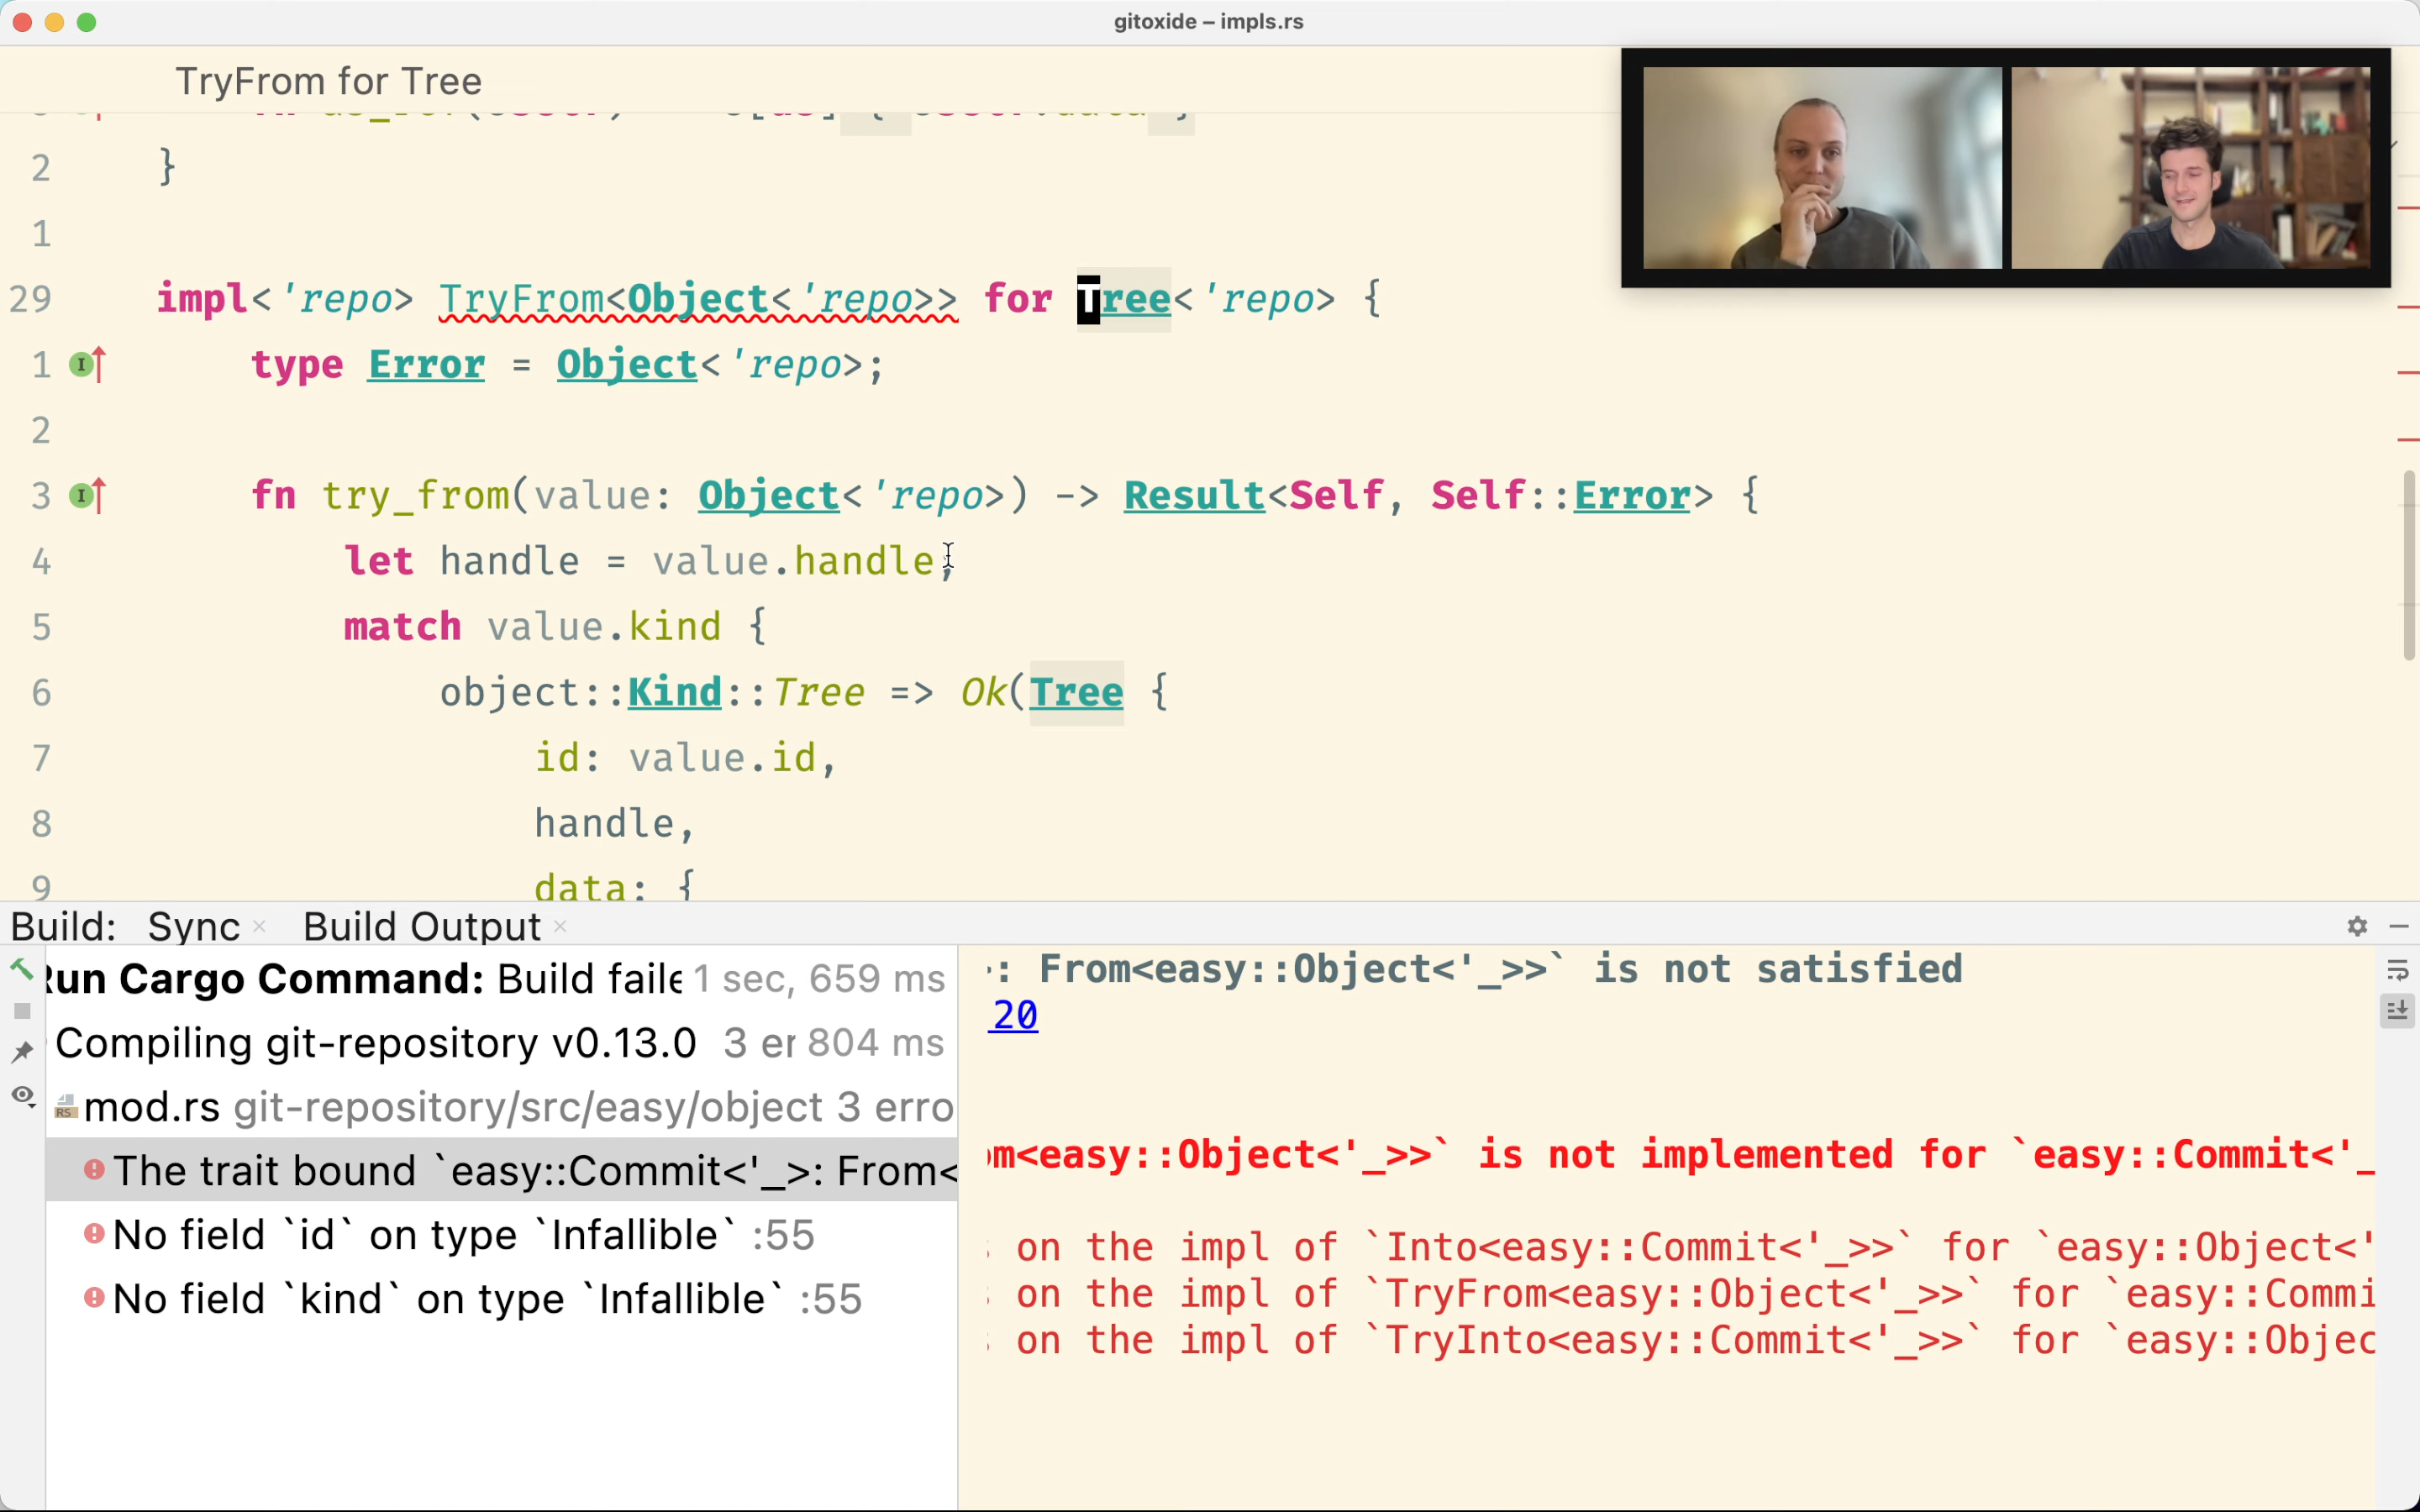 gitoxide – impls.rs
TryFrom for Tree
2 }
1
29 impl<'repo> TryFrom<Object<'repo>> for Tree<'repo> {
1 type Error = Object<'repo>;
2
3 fn try_from(value: Object<'repo>) -> Result<Self, Self::Error> {
4 let handle = value.handle;
5 match value.kind {
6 object::Kind::Tree => Ok(Tree {
7 id: value.id,
8 handle,
9 data: {
Build: Sync × Build Output ×
Run Cargo Command: Build faile 1 sec, 659 ms
Compiling git-repository v0.13.0 3 er 804 ms
mod.rs git-repository/src/easy/object 3 erro
The trait bound `easy::Commit<'_>: From<
No field `id` on type `Infallible` :55
No field `kind` on type `Infallible` :55
: From<easy::Object<'_>>` is not satisfied
20
m<easy::Object<'_>>` is not implemented for `easy::Commit<'_
on the impl of `Into<easy::Commit<'_>>` for `easy::Object<'
on the impl of `TryFrom<easy::Object<'_>>` for `easy::Commi
on the impl of `TryInto<easy::Commit<'_>>` for `easy::Objec